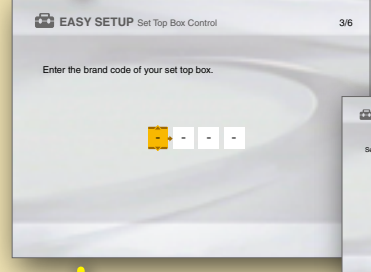 EASY SETUP Set Top Box Control 3/6
Enter the brand code of your set top box.
- - - -